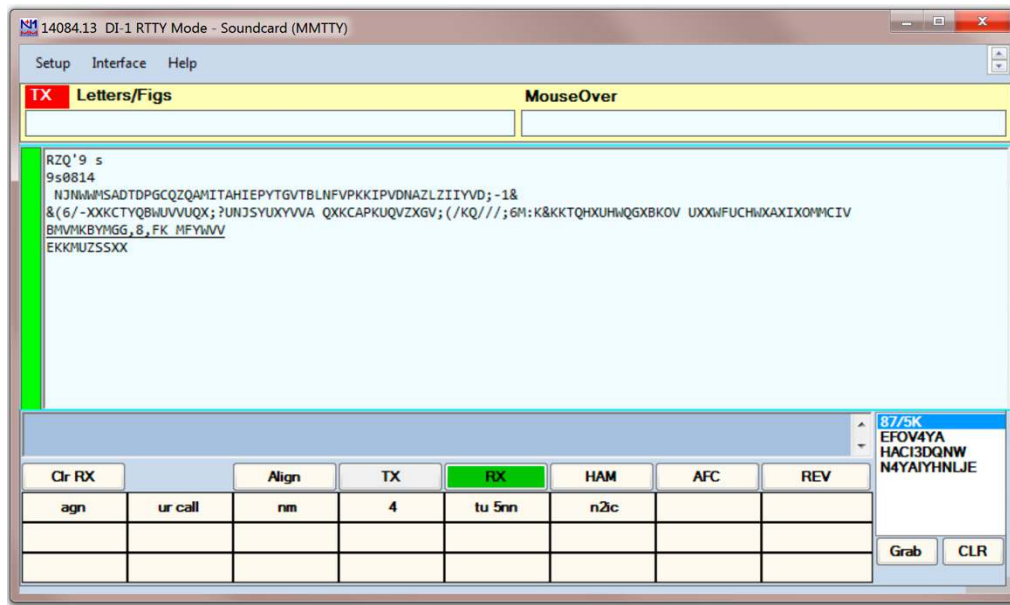 14084.13 DI-1 RTTY Mode - Soundcard (MMTTY)
Setup Interface Help
TX Letters/Figs MouseOver
RZQ'9 s
9s0814
NJNWWMSADTDPGCQZQAMITAHIEPYTGVTBLNFVPKKIPVDNAZLZIIYVD;-1&
&(6/-XXKCTYQBWUVVUQX;?UNJSYUXYVVA QXKCAPKUQVZXGV;(/KQ///;6M:K&KKTQHXUHWQGXBKOV UXXWFUCHWXAXIXOMMCIV
BMVMKBYMGG,8,FK MFYWVV
EKKMUZSSXX
87/5K
EFOV4YA
HACI3DQNW
N4YAIYHNLJE
Clr RX Align TX RX HAM AFC REV
agn ur call nm 4 tu 5nn n2ic
Grab CLR